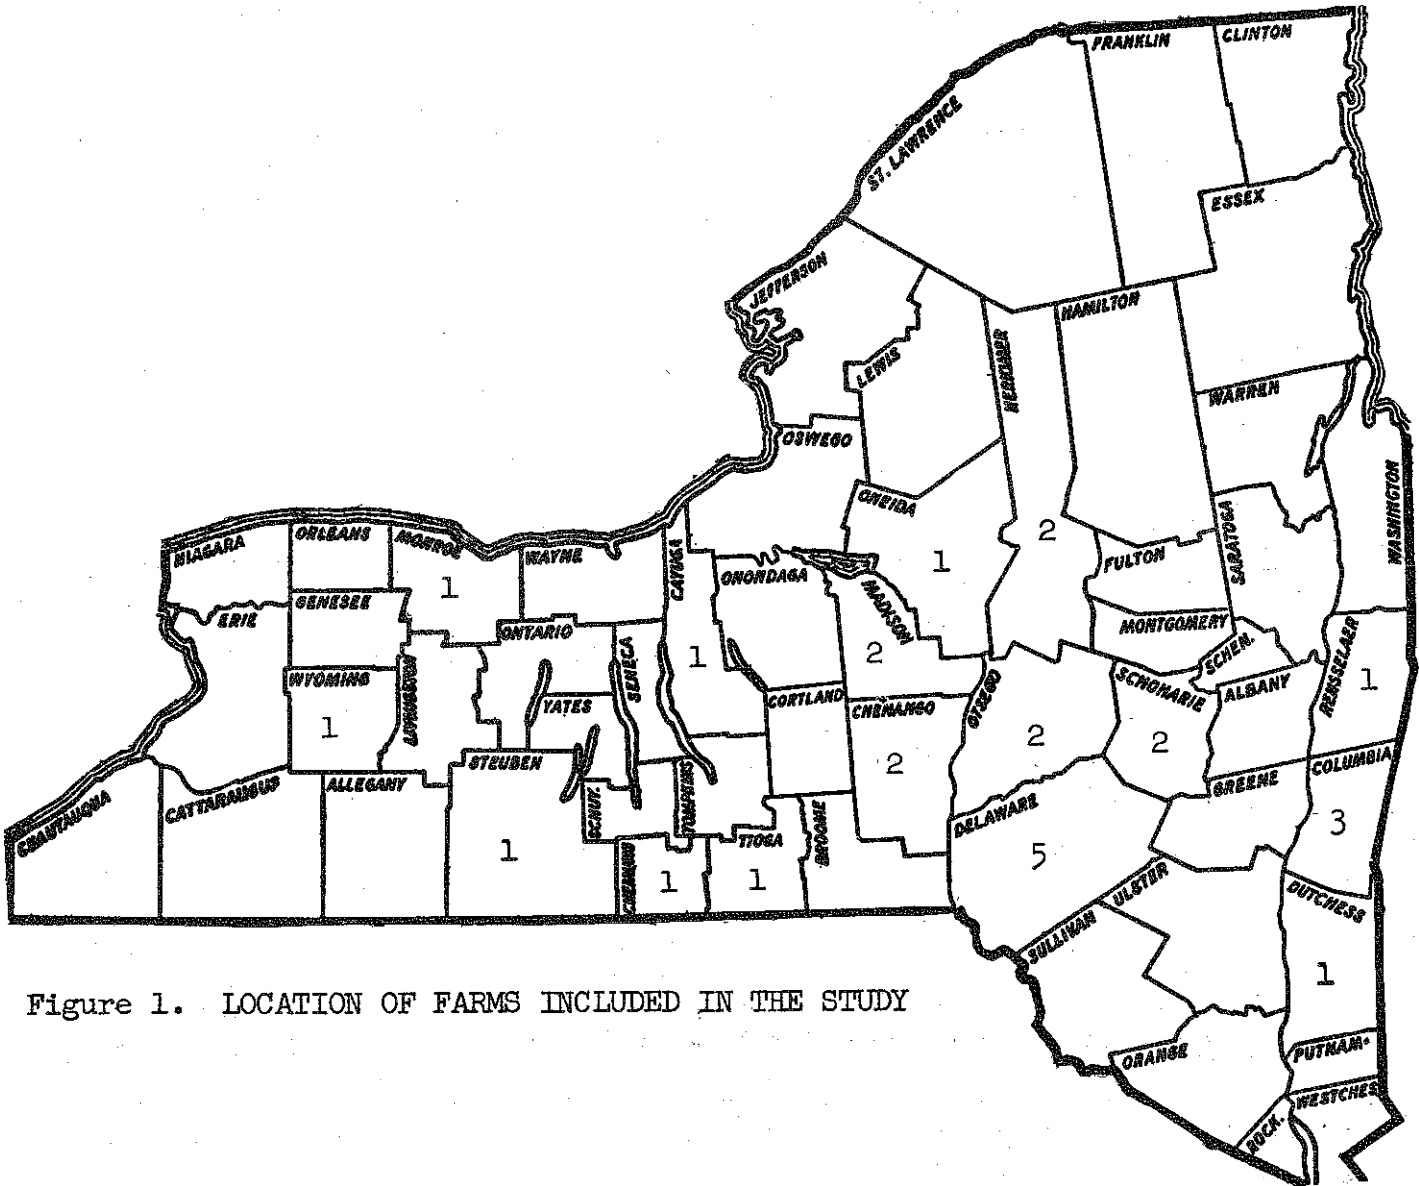 FRANKLIN
CLINTON
ST. LAWRENCE
ESSEX
JEFFERSON
HAMILTON
LEWIS
HERKIMER
WARREN
OSWEGO
WASHINGTON
ONEIDA
SARATOGA
2
NIAGARA
ORLEANS
MONROE
WAYNE
CAYUGA
ONONDAGA
MADISON
1
FULTON
1
GENESEE
ERIE
ONTARIO
SENECA
MONTGOMERY
SCHEN.
RENSSELAER
1
2
WYOMING
LIVINGSTON
YATES
CORTLAND
CHENANGO
OTSEGO
SCHOHARIE
ALBANY
1
1
2
2
2
STEUBEN
COLUMBIA
GREENE
CHAUTAUQUA
CATTARAUGUS
ALLEGANY
SCHUY.
TOMPKINS
TIOGA
BROOME
DELAWARE
3
1
CHEMUNG
1
1
5
ULSTER
DUTCHESS
SULLIVAN
1
Figure 1. LOCATION OF FARMS INCLUDED IN THE STUDY
ORANGE
PUTNAM
WESTCHES
ROCK.